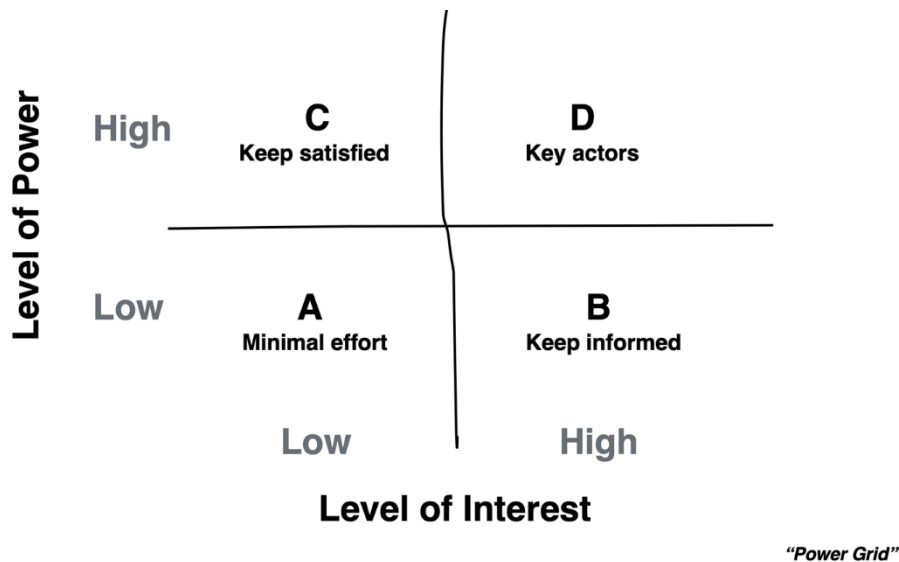 Level of Power
High
C
Keep satisfied
D
Key actors
Low
A
Minimal effort
B
Keep informed
Low
High
Level of Interest
“Power Grid”